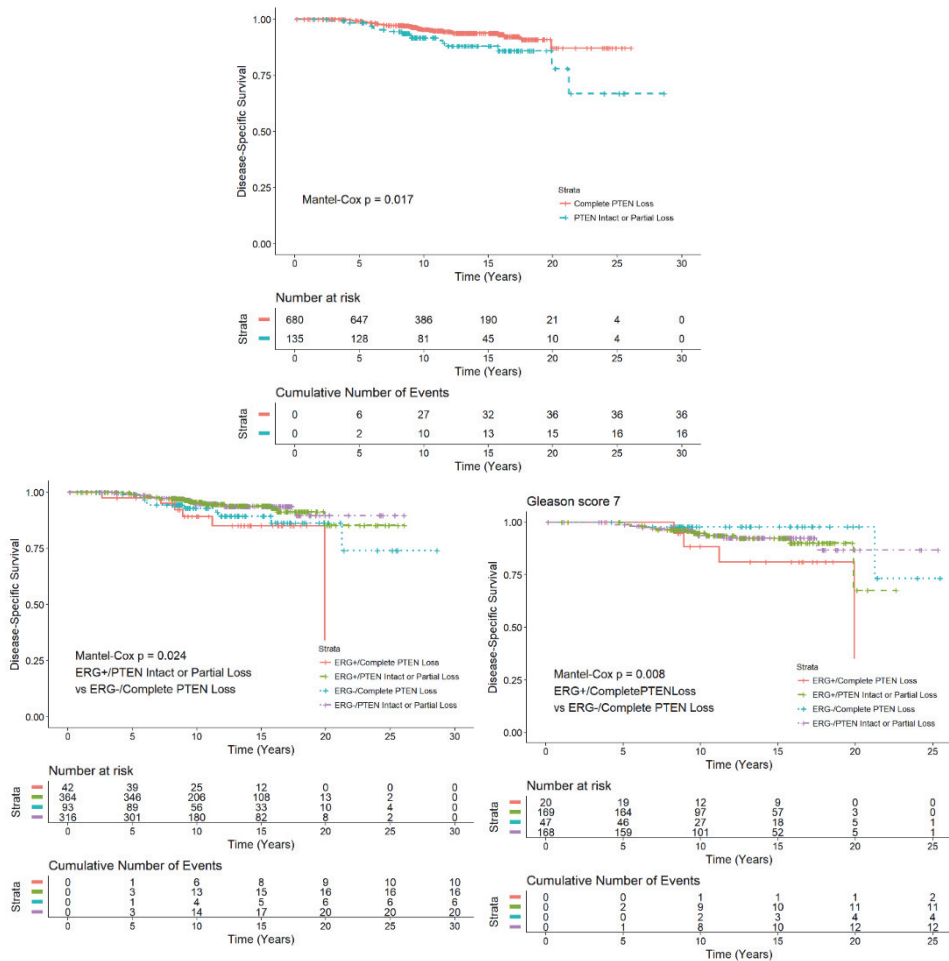 1.00
0.75
0.50
0.25
0.00
Disease-Specific Survival
Mantel-Cox p = 0.017
Strata
Complete PTEN Loss
PTEN Intact or Partial Loss
0 5 10 15 20 25 30
Time (Years)
Number at risk
Strata
680 647 386 190 21 4 0
135 128 81 45 10 4 0
0 5 10 15 20 25 30
Time (Years)
Cumulative Number of Events
Strata
0 6 27 32 36 36 36
0 2 10 13 15 16 16
0 5 10 15 20 25 30
Time (Years)
1.00
0.75
0.50
0.25
0.00
Disease-Specific Survival
Mantel-Cox p = 0.024
ERG+/PTEN Intact or Partial Loss
vs ERG-/Complete PTEN Loss
Strata
ERG+/Complete PTEN Loss
ERG+/PTEN Intact or Partial Loss
ERG-/Complete PTEN Loss
ERG-/PTEN Intact or Partial Loss
0 5 10 15 20 25 30
Time (Years)
Number at risk
Strata
42 39 25 12 0 0 0
364 346 206 108 13 2 0
93 89 56 33 10 4 0
316 301 180 82 8 2 0
0 5 10 15 20 25 30
Time (Years)
Cumulative Number of Events
Strata
0 1 6 8 9 10 10
0 3 13 15 16 16 16
0 1 4 5 6 6 6
0 3 14 17 20 20 20
0 5 10 15 20 25 30
Time (Years)
Gleason score 7
1.00
0.75
0.50
0.25
0.00
Disease-Specific Survival
Mantel-Cox p = 0.008
ERG+/CompletePTENLoss
vs ERG-/Complete PTEN Loss
Strata
ERG+/Complete PTEN Loss
ERG+/PTEN Intact or Partial Loss
ERG-/Complete PTEN Loss
ERG-/PTEN Intact or Partial Loss
0 5 10 15 20 25
Time (Years)
Number at risk
Strata
20 19 12 9 0 0
169 164 97 57 3 0
47 46 27 18 5 1
168 159 101 52 5 1
0 5 10 15 20 25
Time (Years)
Cumulative Number of Events
Strata
0 0 1 1 1 2
0 2 9 10 11 11
0 0 2 3 4 4
0 1 8 10 12 12
0 5 10 15 20 25
Time (Years)